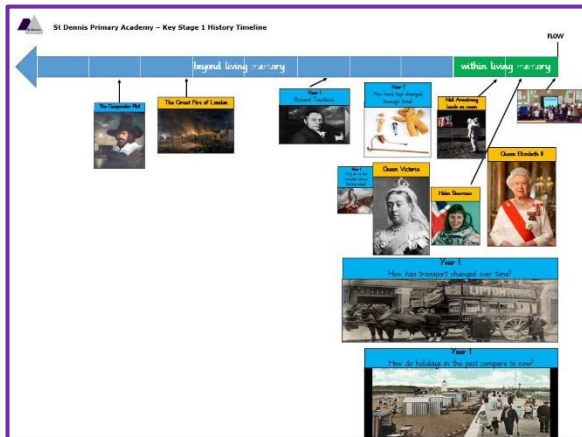 St Dennis Primary Academy – Key Stage 1 History Timeline
now
beyond living memory
within living memory
The Gunpowder Plot
The Great Fire of London
Year 1
Richard Trevithick
Year 1
How have toys changed through time?
Neil Armstrong lands on moon
Year 1
Queen Victoria
Helen Sharman
Queen Elizabeth II
Year 1
How has transport changed over time?
LIPTON
Year 1
How do holidays in the past compare to now?